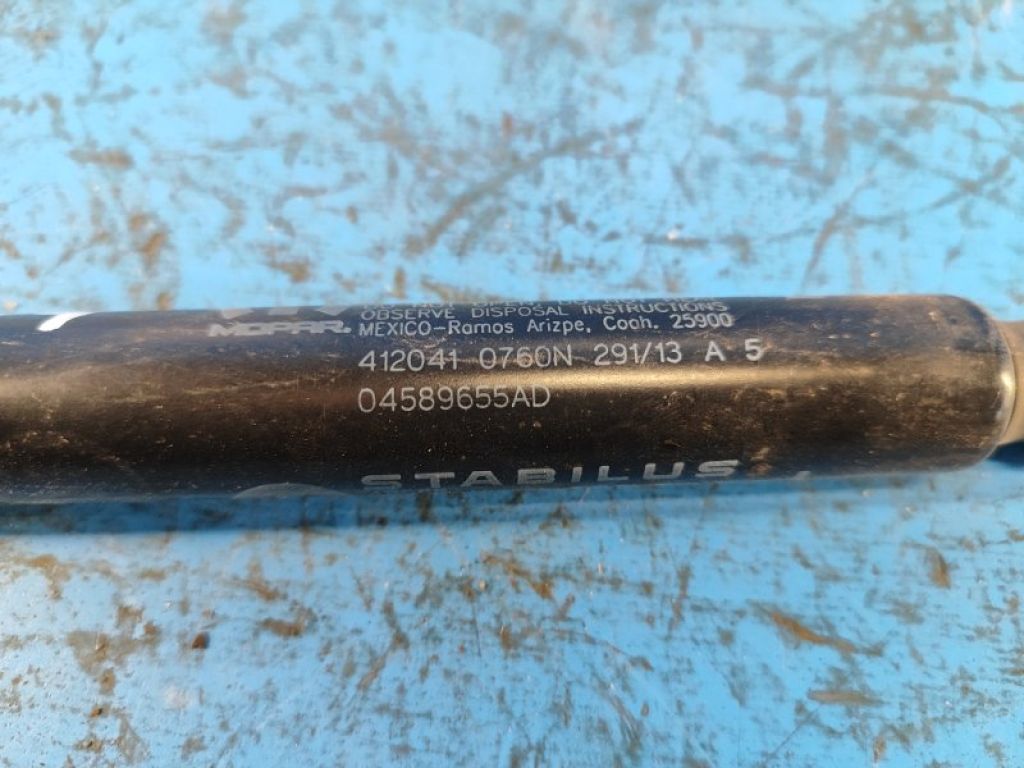 OBSERVE DISPOSAL INSTRUCTIONS
MOPAR. MEXICO-Ramos Arizpe, Coah. 25900
412041 0760N 291/13 A 5
04589655AD
STABILUS